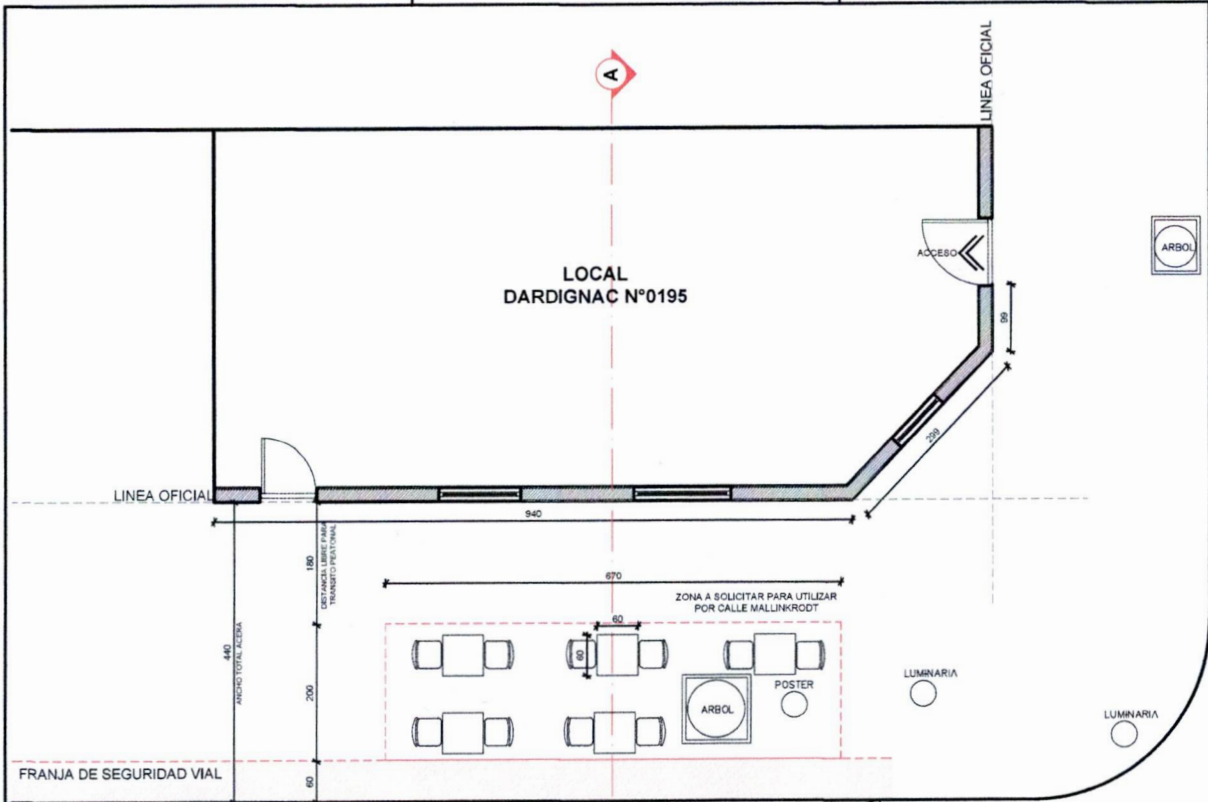 A
LINEA OFICIAL
ARBOL
ACCESO
LOCAL
DARDIGNAC N°0195
99
299
LINEA OFICIAL
940
180
DISTANCIA LIBRE PARA
TRANSITO PEATONAL
670
ZONA A SOLICITAR PARA UTILIZAR
POR CALLE MALLINKRODT
60
60
440
ANCHO TOTAL ACERA
200
ARBOL
POSTER
LUMINARIA
LUMINARIA
FRANJA DE SEGURIDAD VIAL
60